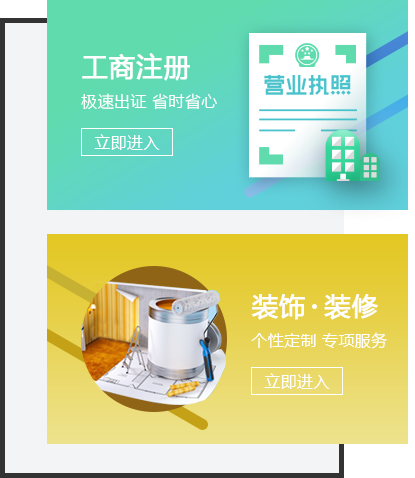 工商注册
极速出证 省时省心
立即进入
营业执照
装饰·装修
个性定制 专项服务
立即进入